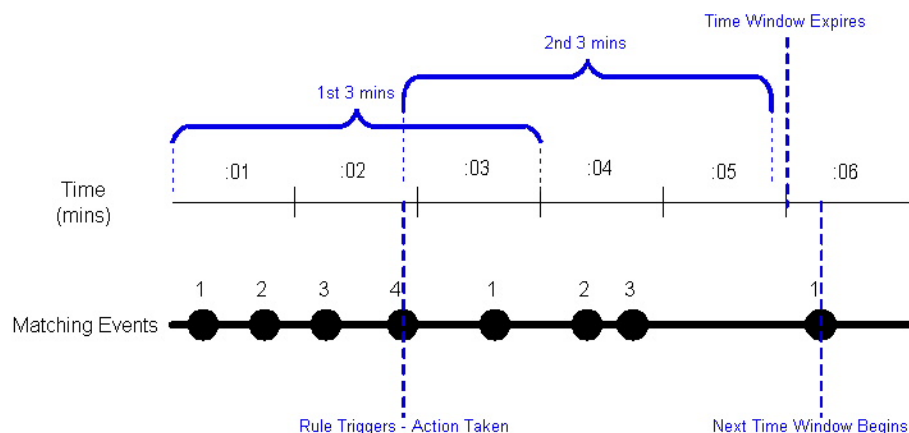 Time Window Expires
2nd 3 mins
1st 3 mins
:01 :02 :03 :04 :05 :06
Time
(mins)
1 2 3 4 1 2 3 1
Matching Events
Rule Triggers - Action Taken
Next Time Window Begins